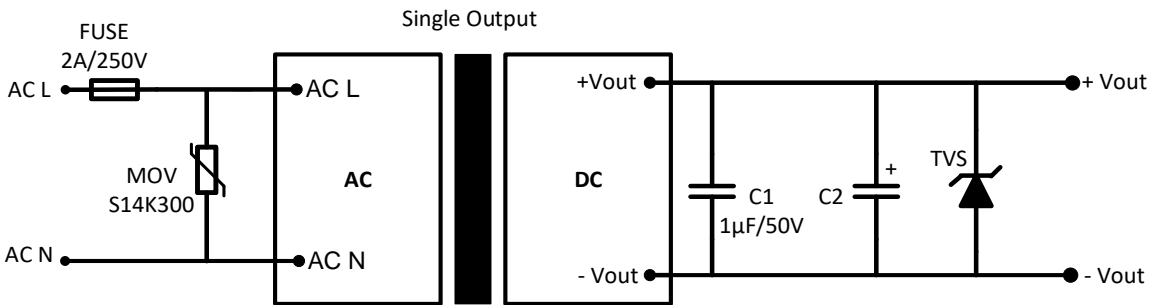 Single Output
FUSE
2A/250V
AC L
AC L
+Vout
+ Vout
MOV
S14K300
AC
DC
C1
1µF/50V
C2
+
TVS
AC N
AC N
- Vout
- Vout